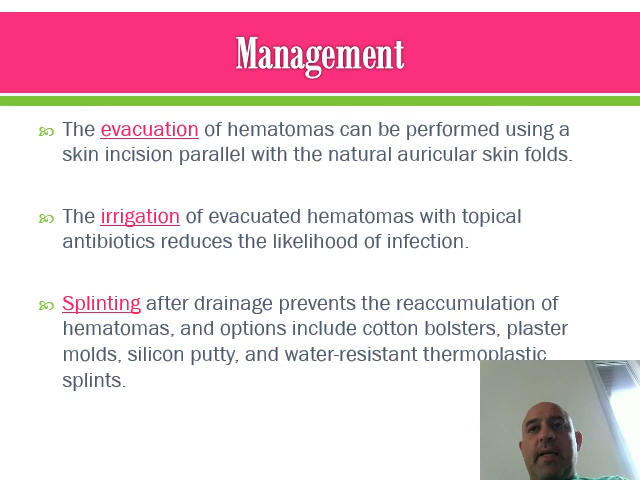 Management
The evacuation of hematomas can be performed using a
skin incision parallel with the natural auricular skin folds.
The irrigation of evacuated hematomas with topical
antibiotics reduces the likelihood of infection.
Splinting after drainage prevents the reaccumulation of
hematomas, and options include cotton bolsters, plaster
molds, silicon putty, and water-resistant thermoplastic
splints.